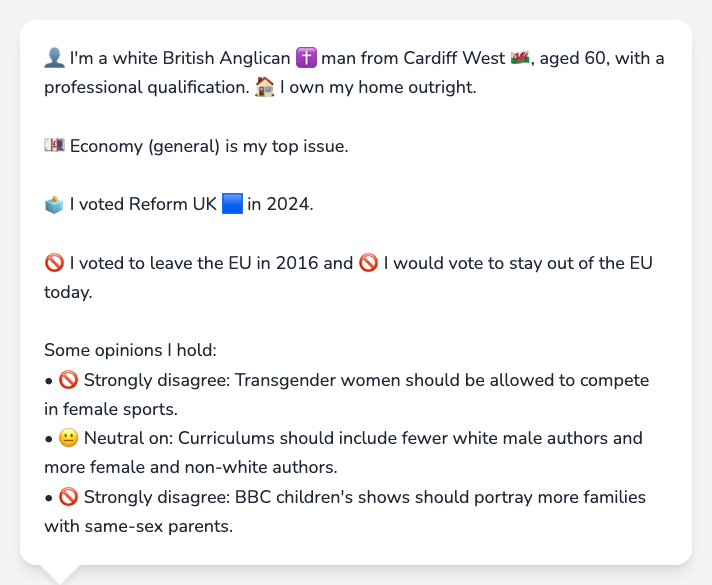 👤 I'm a white British Anglican ✝️ man from Cardiff West 🏴󠁧󠁢󠁷󠁬󠁳󠁿, aged 60, with a
professional qualification. 🏠 I own my home outright.
💷 Economy (general) is my top issue.
🗳️ I voted Reform UK 🟦 in 2024.
🚫 I voted to leave the EU in 2016 and 🚫 I would vote to stay out of the EU
today.
Some opinions I hold:
• 🚫 Strongly disagree: Transgender women should be allowed to compete
in female sports.
• 😐 Neutral on: Curriculums should include fewer white male authors and
more female and non-white authors.
• 🚫 Strongly disagree: BBC children's shows should portray more families
with same-sex parents.